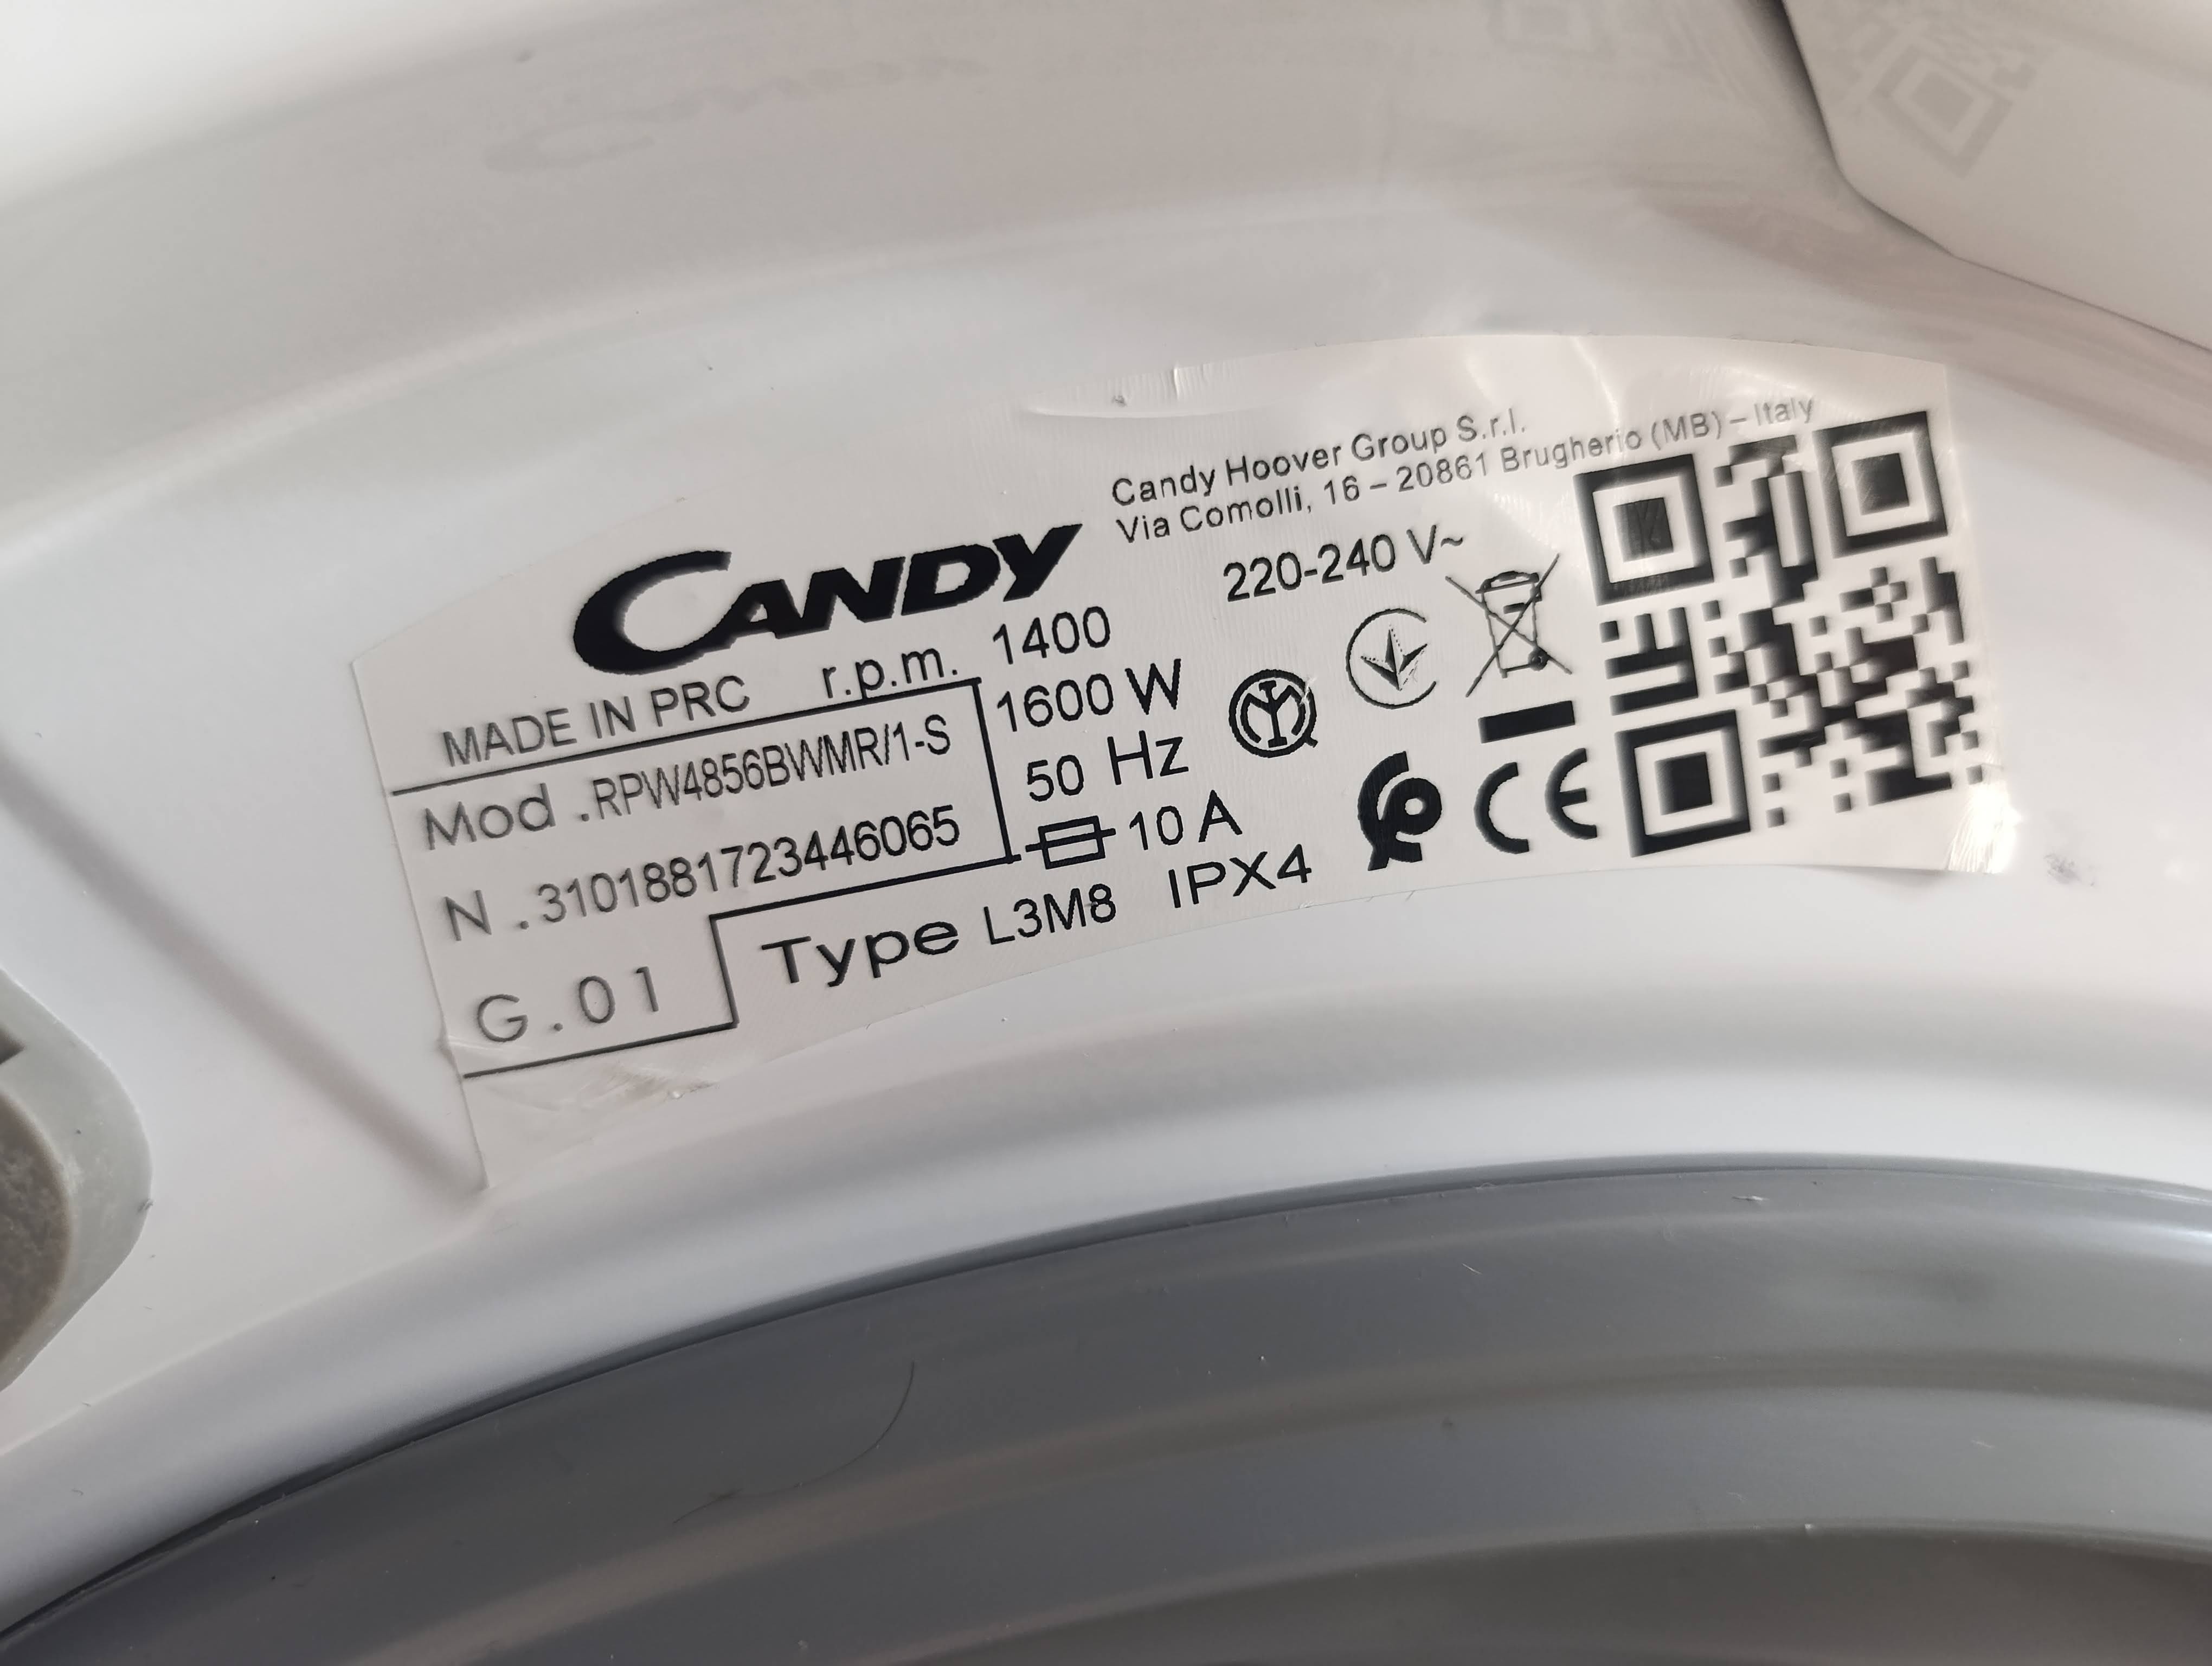 Candy Hoover Group S.r.l.
Via Comolli, 16 – 20861 Brugherio (MB) – Italy
CANDY
220-240 V~
MADE IN PRC r.p.m. 1400
Mod .RPW4856BWMR/1-S
1600 W
50 Hz
N .3101881723446065
10 A
G.01
Type L3M8 IPX4
CE